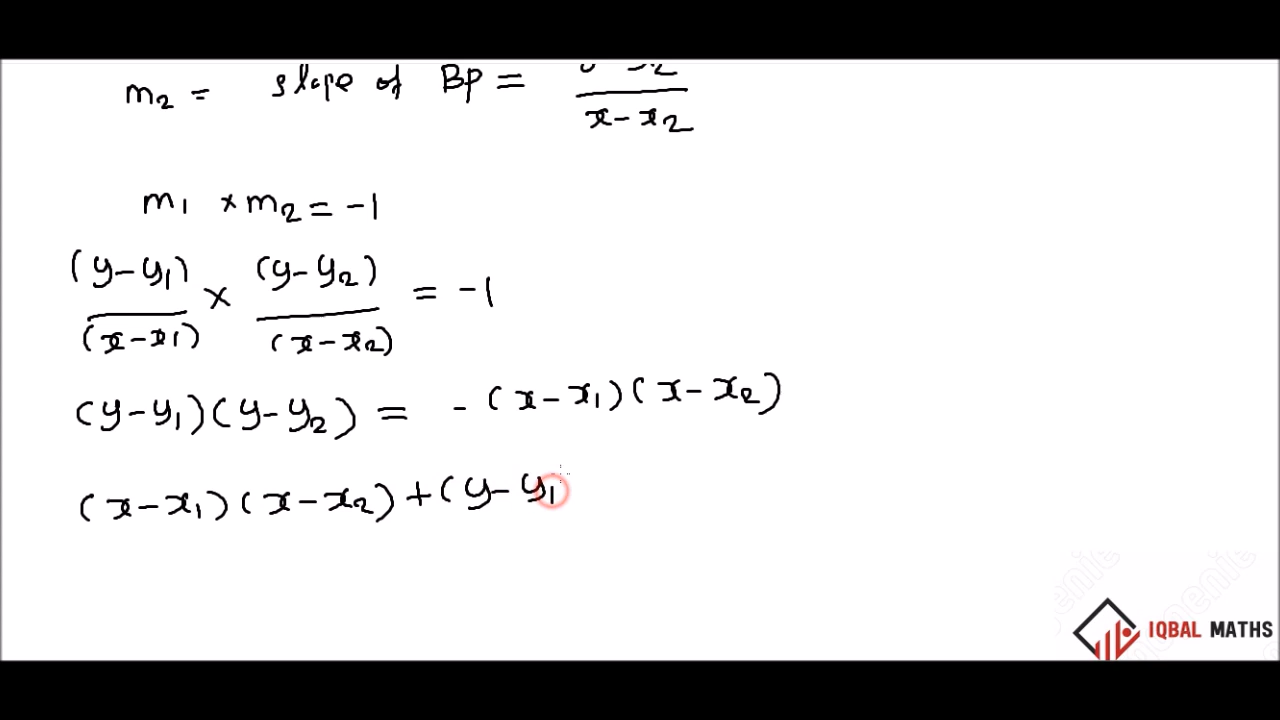 m₂ = slope of BP = / x-x₂
m₁ × m₂ = -1
(y-y₁)/(x-x₁) × (y-y₂)/(x-x₂) = -1
(y-y₁)(y-y₂) = -(x-x₁)(x-x₂)
(x-x₁)(x-x₂)+(y-y₁
IQBAL MATHS